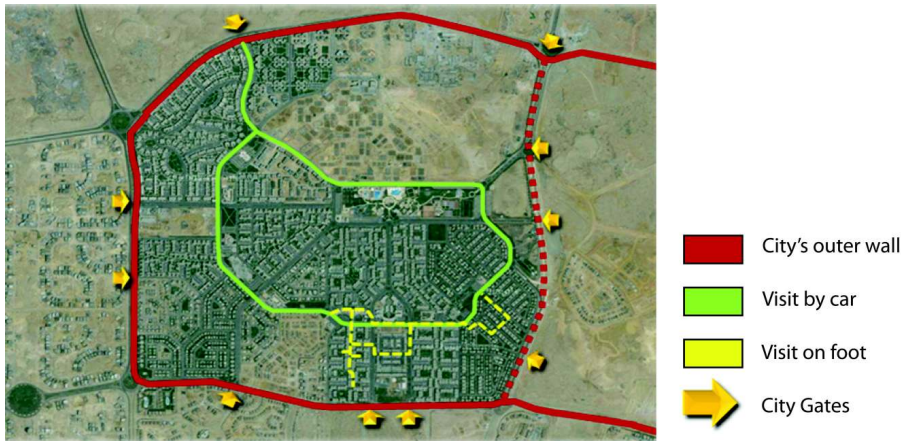 City's outer wall
Visit by car
Visit on foot
City Gates